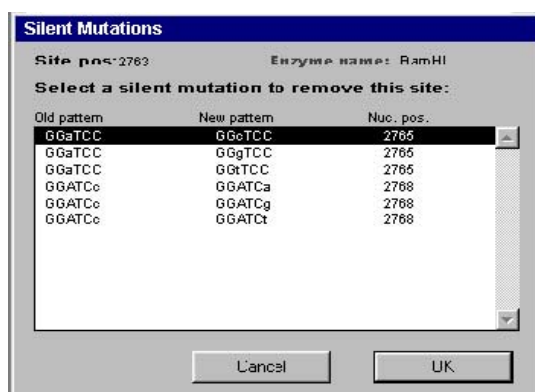 Silent Mutations
Site pos: 2763 Enzyme name: BamHI
Select a silent mutation to remove this site:
Old pattern New pattern Nuc. pos.
GGaTCC GGcTCC 2765
GGaTCC GGgTCC 2765
GGaTCC GGtTCC 2765
GGATCc GGATCa 2768
GGATCc GGATCg 2768
GGATCc GGATCt 2768
Cancel OK